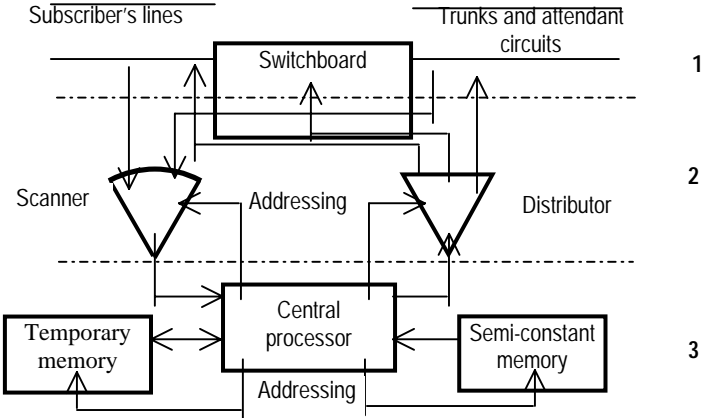 Subscriber's lines
Trunks and attendant
circuits
Switchboard
1
2
Scanner
Addressing
Distributor
Central
processor
Temporary
memory
Semi-constant
memory
3
Addressing